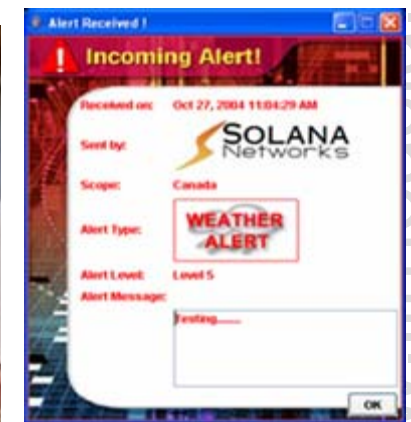 Alert Received !
Incoming Alert!
Received on: Oct 27, 2004 11:04:29 AM
Sent by: SOLANA
Networks
Scope: Canada
Alert Type: WEATHER
ALERT
Alert Level: Level 5
Alert Message:
Testing.......
OK